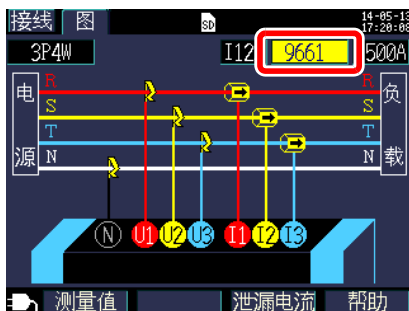 接线 图 SD 14-05-13
17:20:08
3P4W I12 9661 500A
电源 R R 负载
S S
T T
N N
N U1 U2 U3 I1 I2 I3
测量值 泄漏电流 帮助